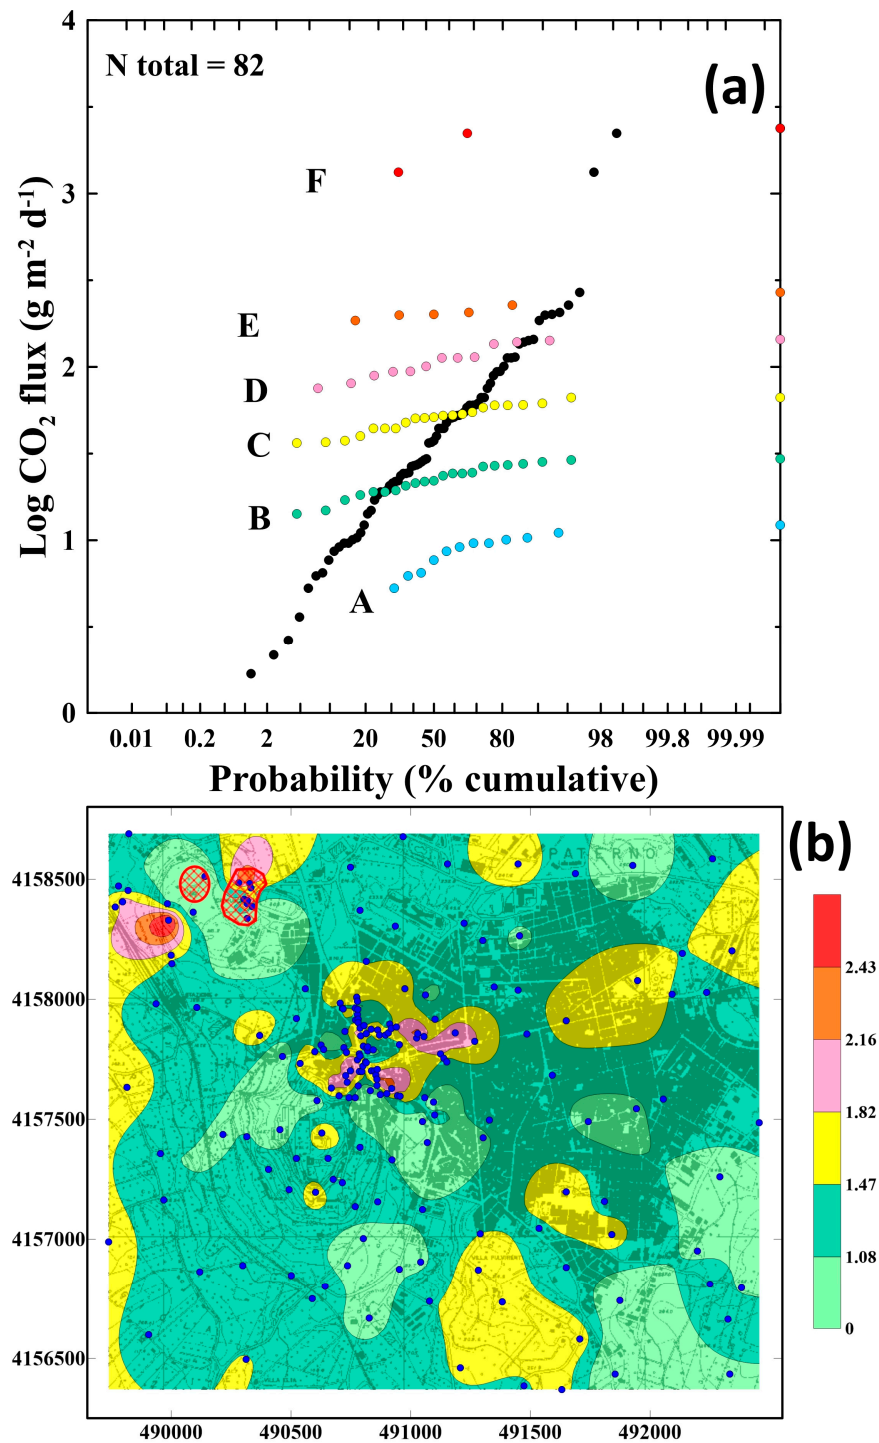 4
N total = 82
(a)
F
3
E
D
2
C
B
1
A
0
Log CO2 flux (g m-2 d-1)
0.01 0.2 2 20 50 80 98 99.8 99.99
Probability (% cumulative)
(b)
PATERNO
4158500
4158000
4157500
4157000
4156500
2.43
2.16
1.82
1.47
1.08
0
490000 490500 491000 491500 492000